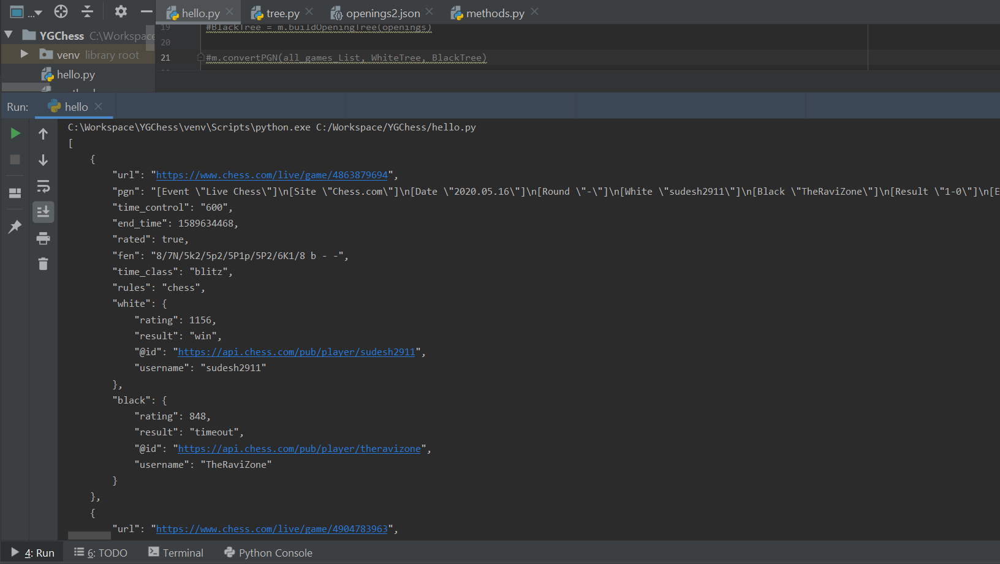 ...
hello.py
tree.py
openings2.json
methods.py
YGChess C:\Workspace
venv library root
hello.py
19 #BlackTree = m.buildOpeningTree(openings)
20
21 #m.convertPGN(all_games_List, WhiteTree, BlackTree)
Run: hello
C:\Workspace\YGChess\venv\Scripts\python.exe C:/Workspace/YGChess/hello.py
[
{
"url": "https://www.chess.com/live/game/4863879694",
"pgn": "[Event \"Live Chess\"]\n[Site \"Chess.com\"]\n[Date \"2020.05.16\"]\n[Round \"-\"]\n[White \"sudesh2911\"]\n[Black \"TheRaviZone\"]\n[Result \"1-0\"]\n[E
"time_control": "600",
"end_time": 1589634468,
"rated": true,
"fen": "8/7N/5k2/5p2/5P1p/5P2/6K1/8 b - -",
"time_class": "blitz",
"rules": "chess",
"white": {
"rating": 1156,
"result": "win",
"@id": "https://api.chess.com/pub/player/sudesh2911",
"username": "sudesh2911"
},
"black": {
"rating": 848,
"result": "timeout",
"@id": "https://api.chess.com/pub/player/theravizone",
"username": "TheRaviZone"
}
},
{
"url": "https://www.chess.com/live/game/4904783963",
4: Run
6: TODO
Terminal
Python Console